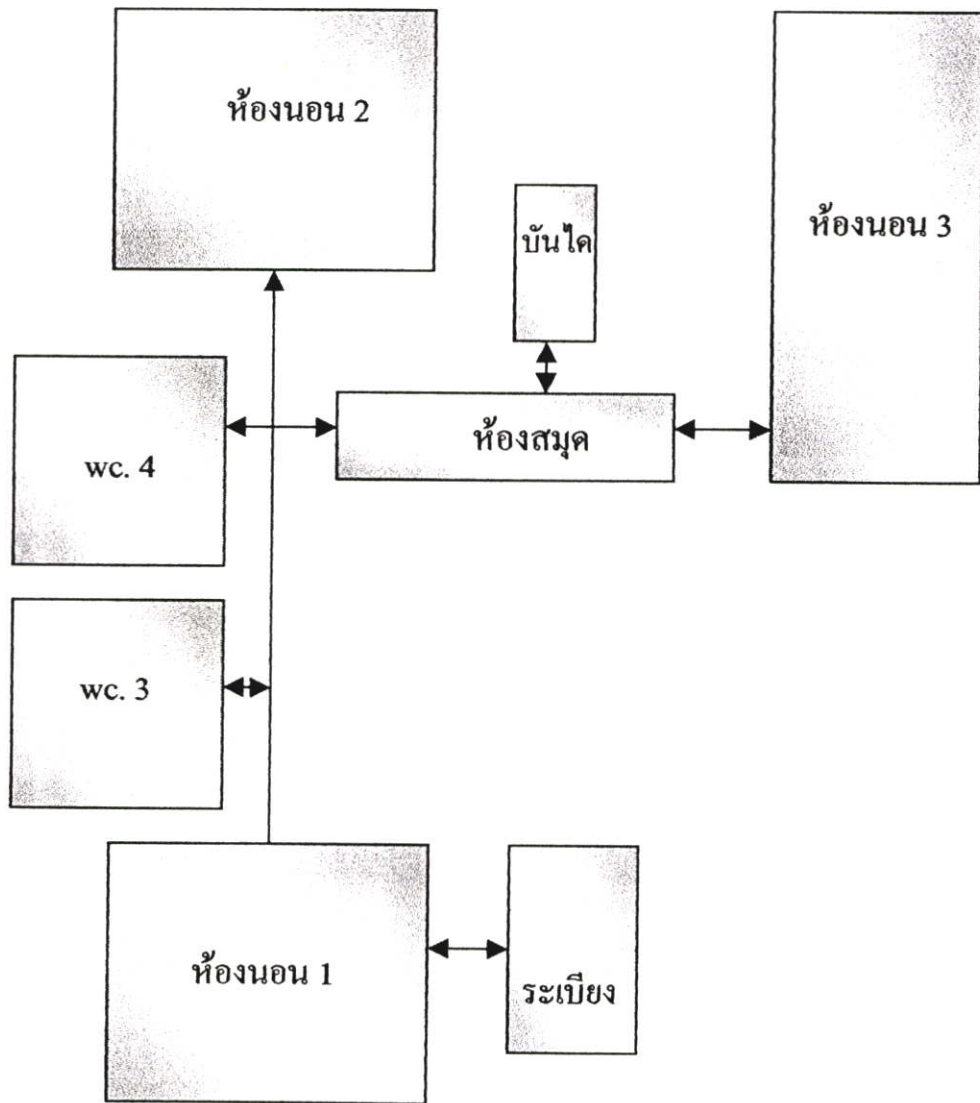 ห้องนอน 2
ห้องนอน 3
บันได
ห้องสมุด
wc. 4
wc. 3
ห้องนอน 1
ระเบียง